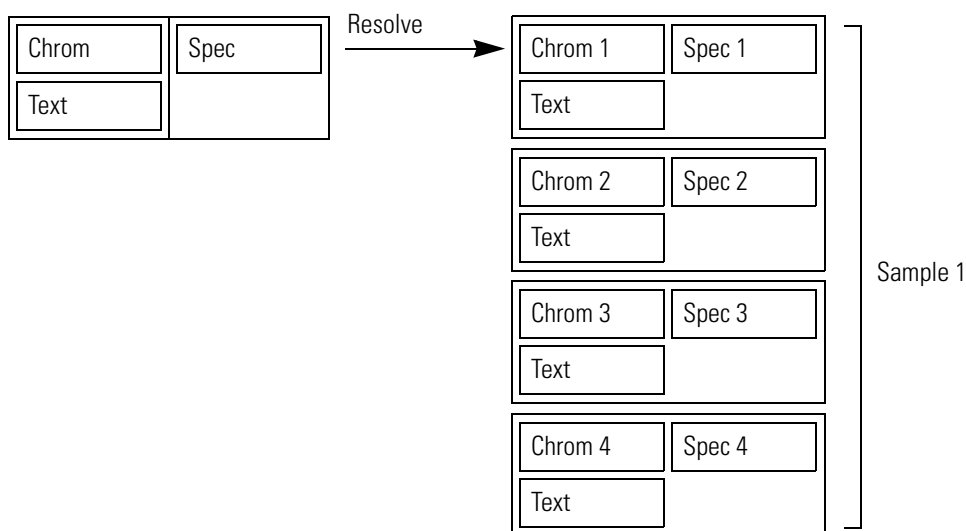 Chrom
Spec
Text
Resolve
Chrom 1
Spec 1
Text
Chrom 2
Spec 2
Text
Chrom 3
Spec 3
Text
Chrom 4
Spec 4
Text
Sample 1